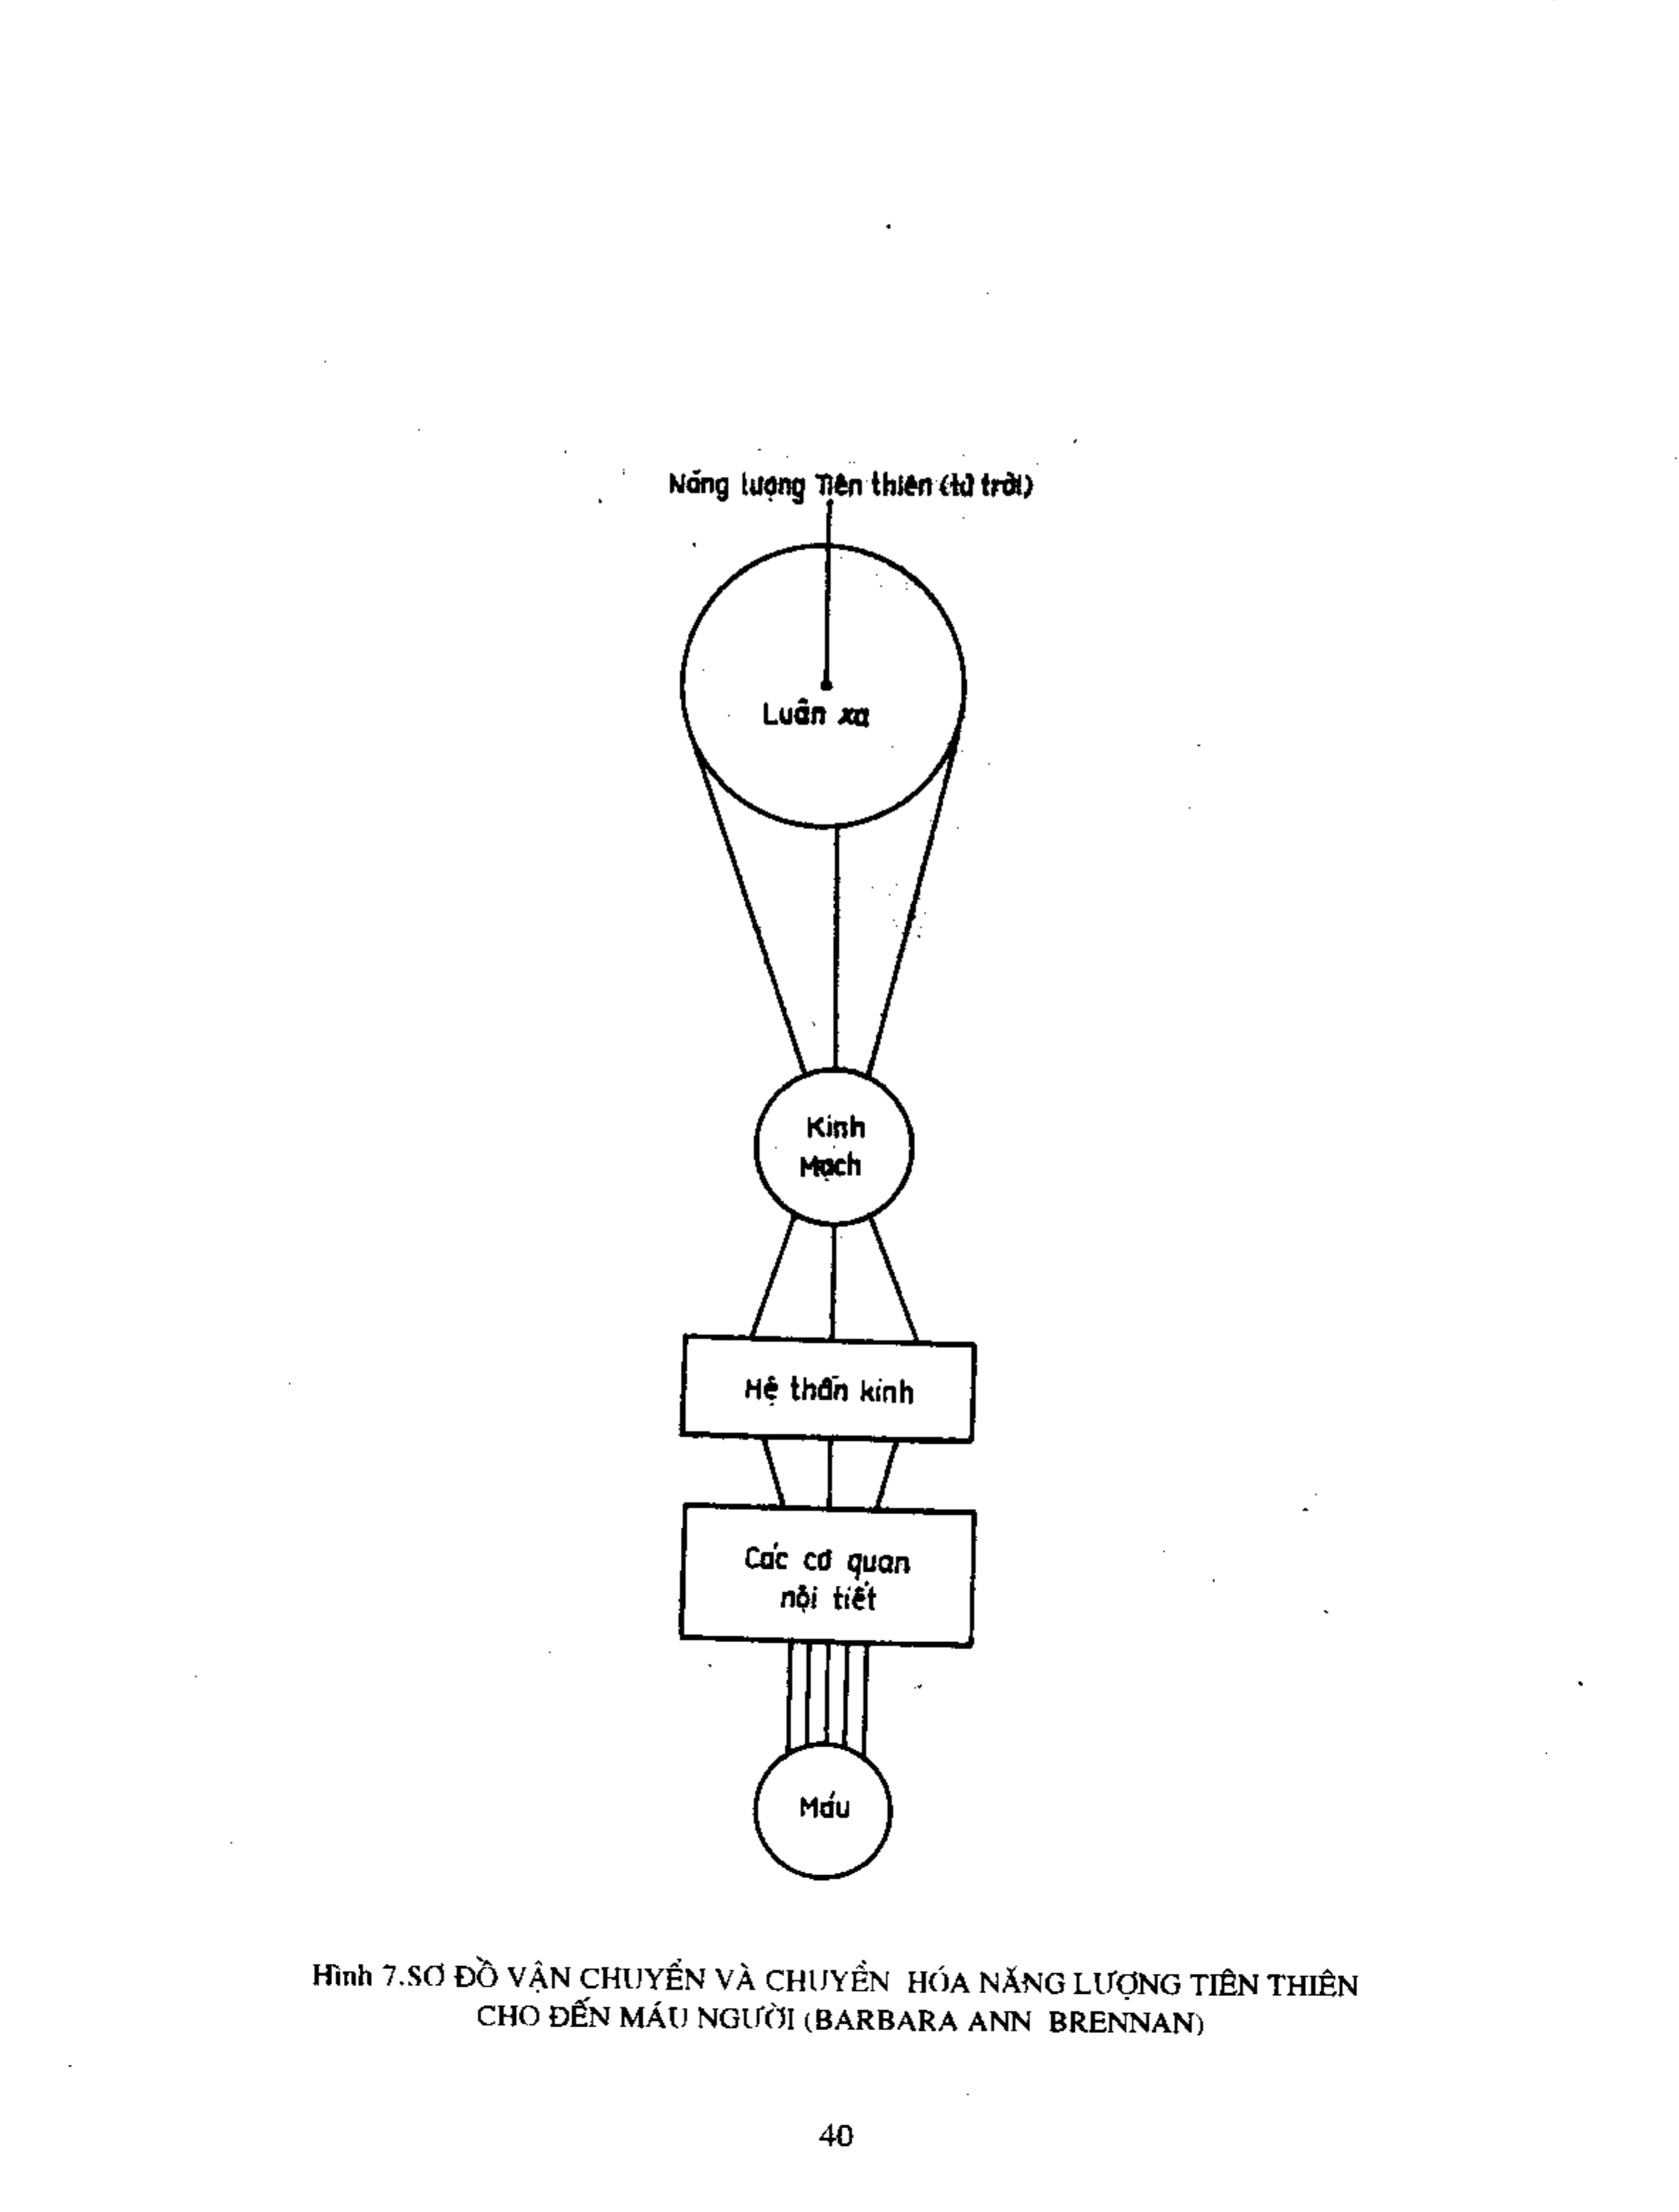 Năng lượng Tiên thiên (từ trời)
Luân xa
Kinh
Mạch
Hệ thần kinh
Các cơ quan
nội tiết
Máu
Hình 7.SƠ ĐỒ VẬN CHUYỂN VÀ CHUYỂN HÓA NĂNG LƯỢNG TIÊN THIÊN
CHO ĐẾN MÁU NGƯỜI (BARBARA ANN BRENNAN)
40